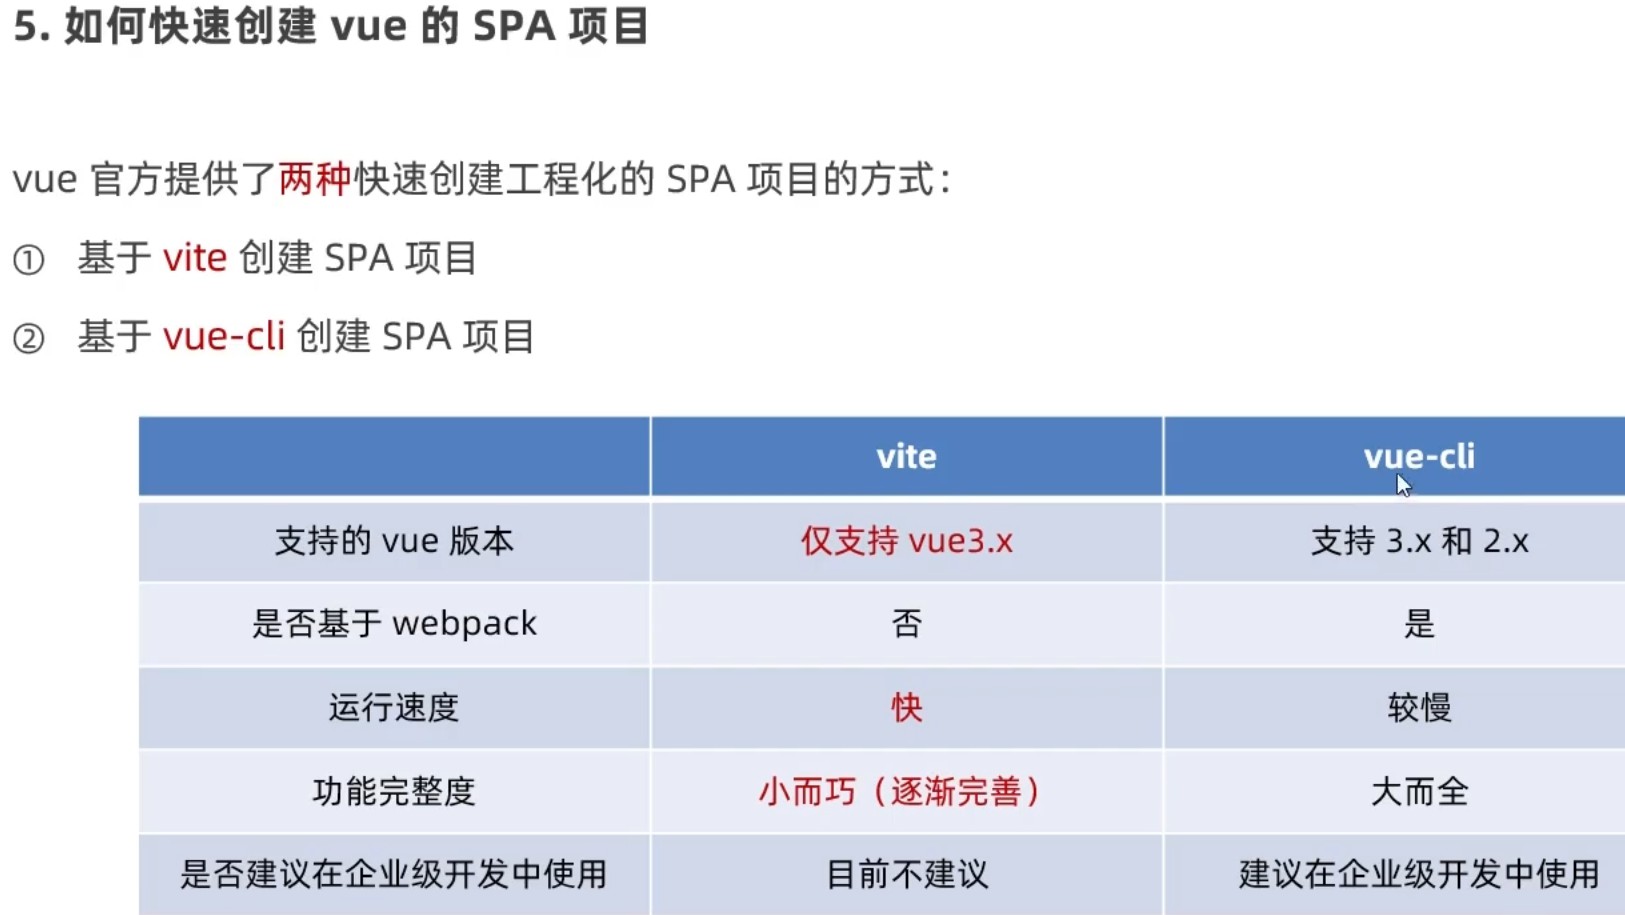 5. 如何快速创建 vue 的 SPA 项目
vue 官方提供了两种快速创建工程化的 SPA 项目的方式：
① 基于 vite 创建 SPA 项目
② 基于 vue-cli 创建 SPA 项目
vite vue-cli
支持的 vue 版本 仅支持 vue3.x 支持 3.x 和 2.x
是否基于 webpack 否 是
运行速度 快 较慢
功能完整度 小而巧（逐渐完善） 大而全
是否建议在企业级开发中使用 目前不建议 建议在企业级开发中使用